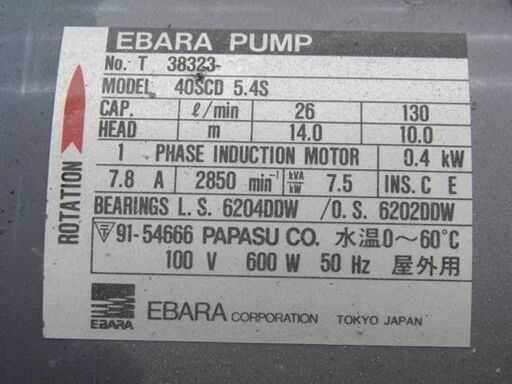 EBARA PUMP
No. T 38323-
MODEL 40SCD 5.4S
CAP. ℓ/min 26 130
HEAD m 14.0 10.0
1 PHASE INDUCTION MOTOR 0.4 kW
7.8 A 2850 min⁻¹ kVA/kW 7.5 INS. C E
BEARINGS L.S. 6204DDW /O.S. 6202DDW
91-54666 PAPASU CO. 水温0～60℃
100 V 600 W 50 Hz 屋外用
EBARA EBARA CORPORATION TOKYO JAPAN
ROTATION